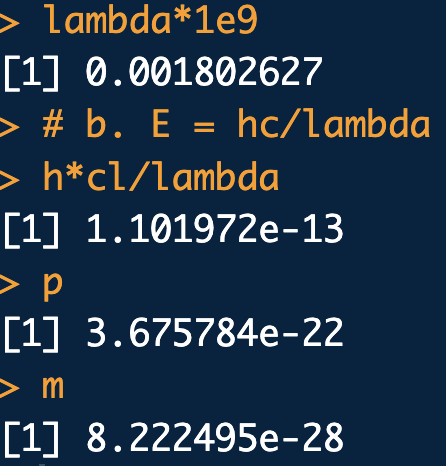 > lambda*1e9
[1] 0.001802627
> # b. E = hc/lambda
> h*cl/lambda
[1] 1.101972e-13
> p
[1] 3.675784e-22
> m
[1] 8.222495e-28